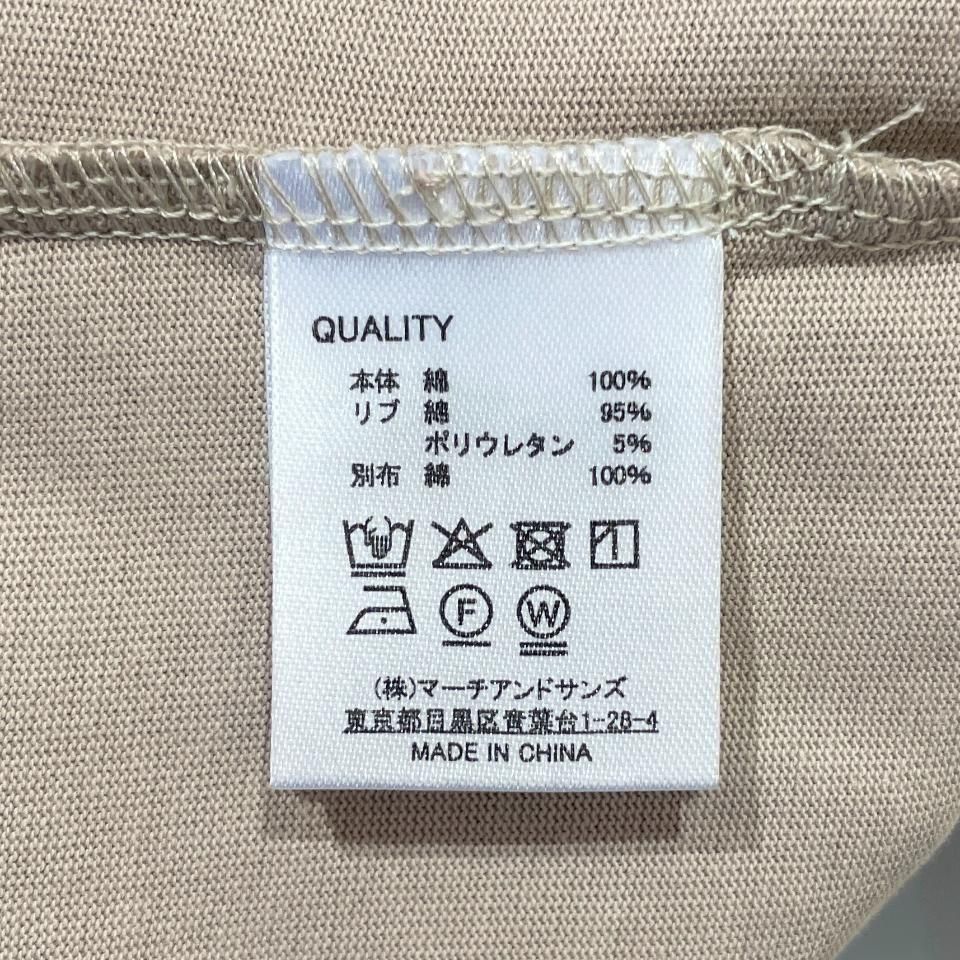 QUALITY
本体 綿 100%
リブ 綿 95%
ポリウレタン 5%
別布 綿 100%
F W
(株)マーチアンドサンズ
東京都目黒区青葉台1-28-4
MADE IN CHINA